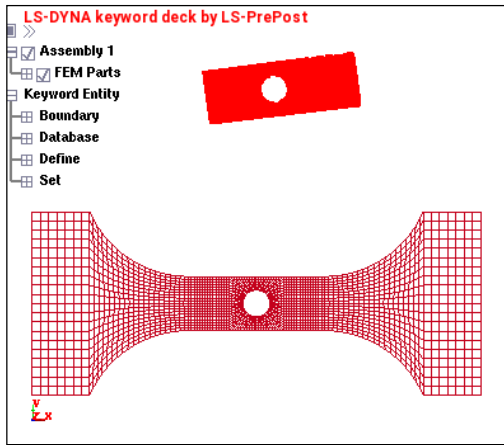 LS-DYNA keyword deck by LS-PrePost
Assembly 1
FEM Parts
Keyword Entity
Boundary
Database
Define
Set
Y
Z X